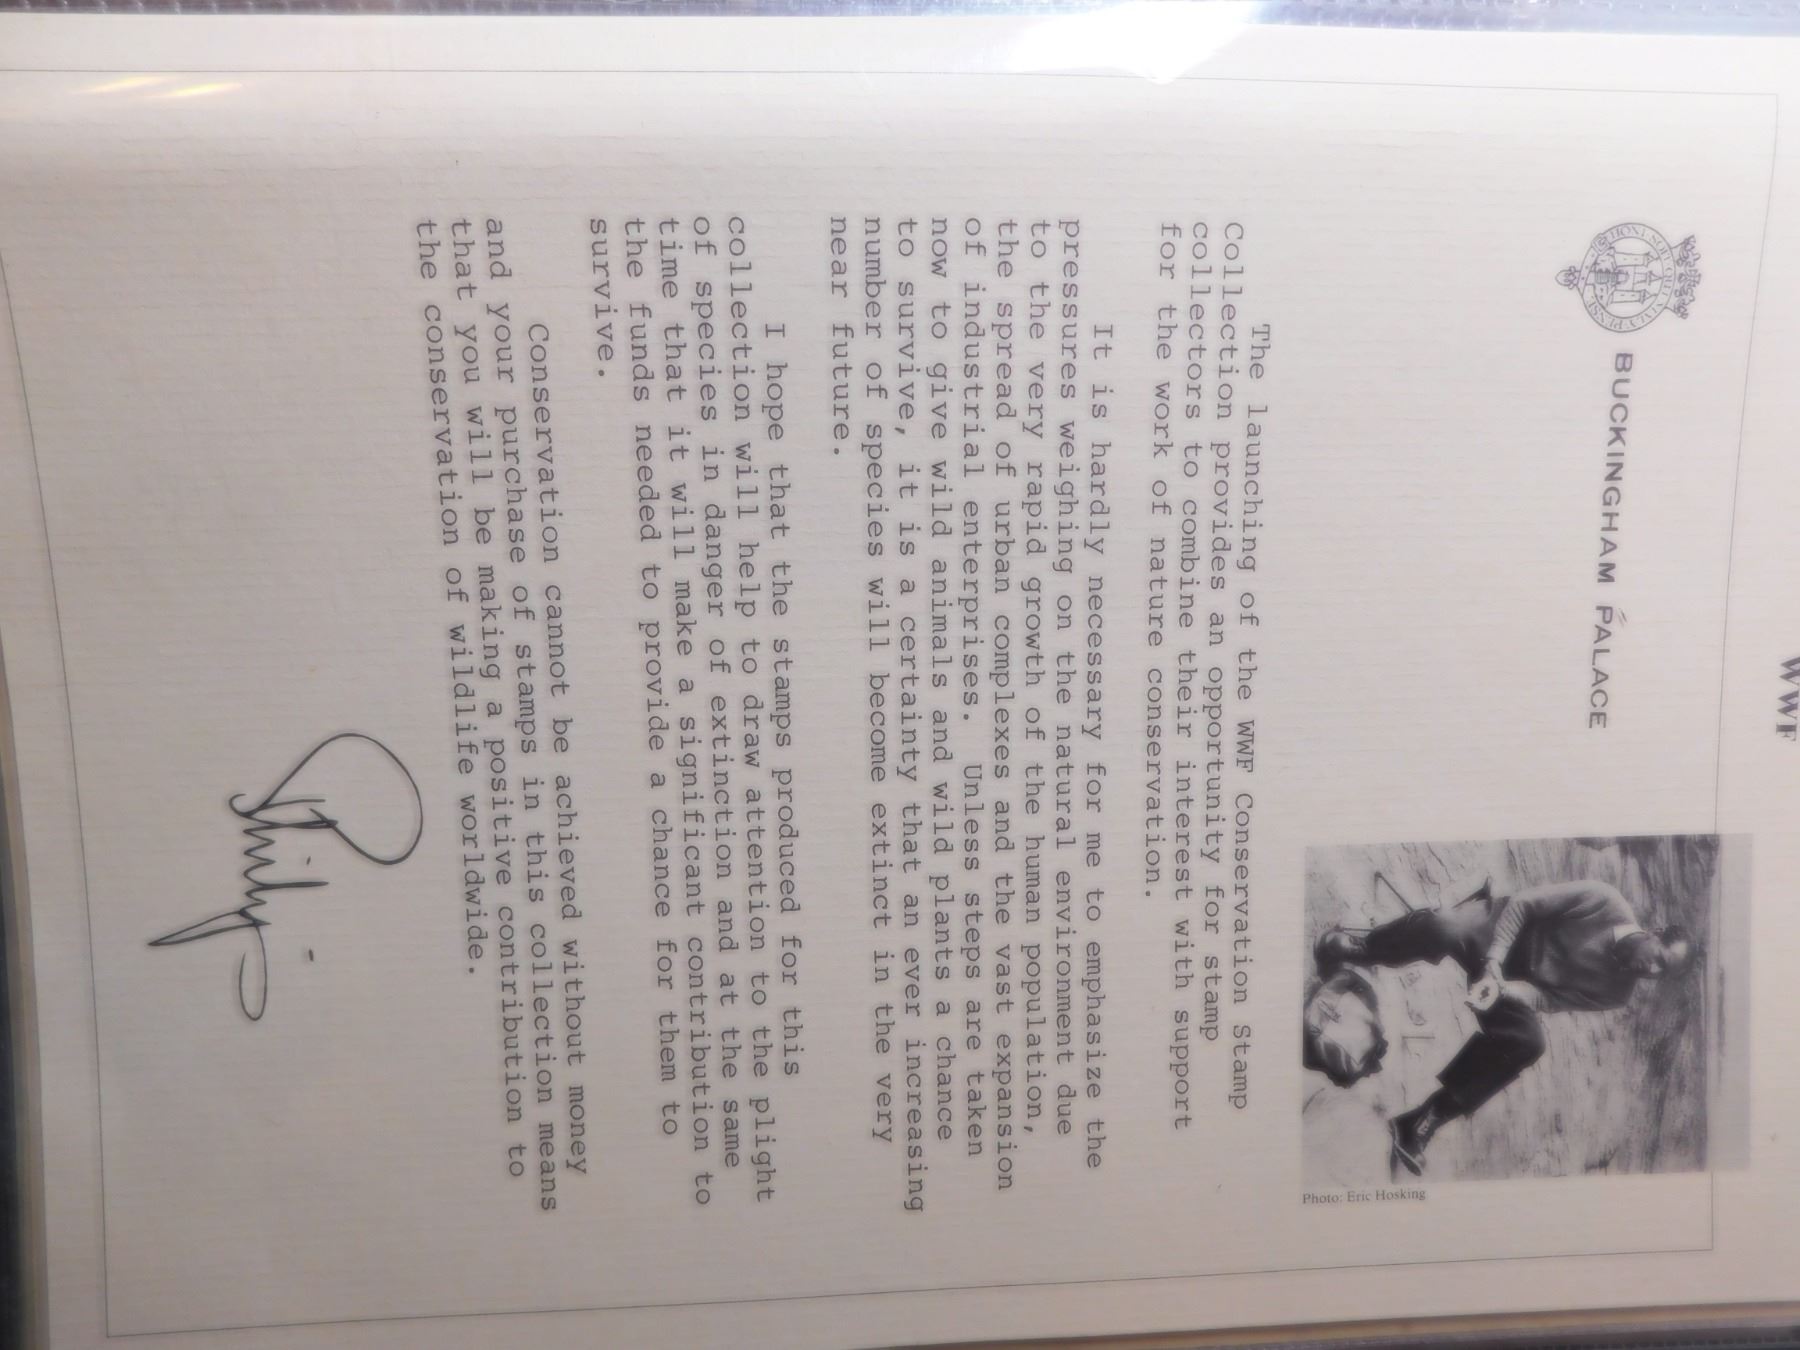 WWF
BUCKINGHAM PALACE
Photo: Eric Hosking
The launching of the WWF Conservation Stamp
Collection provides an opportunity for stamp
collectors to combine their interest with support
for the work of nature conservation.
It is hardly necessary for me to emphasize the
pressures weighing on the natural environment due
to the very rapid growth of the human population,
the spread of urban complexes and the vast expansion
of industrial enterprises. Unless steps are taken
now to give wild animals and wild plants a chance
to survive, it is a certainty that an ever increasing
number of species will become extinct in the very
near future.
I hope that the stamps produced for this
collection will help to draw attention to the plight
of species in danger of extinction and at the same
time that it will make a significant contribution to
the funds needed to provide a chance for them to
survive.
Conservation cannot be achieved without money
and your purchase of stamps in this collection means
that you will be making a positive contribution to
the conservation of wildlife worldwide.
Philip